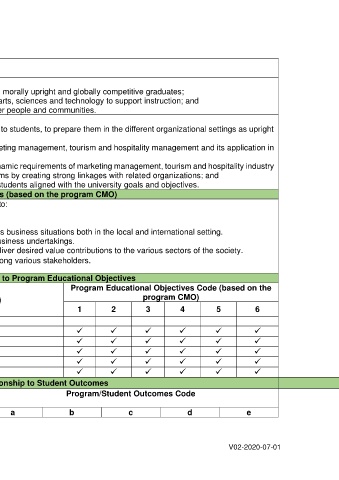 morally upright and globally competitive graduates;
arts, sciences and technology to support instruction; and
er people and communities.
to students, to prepare them in the different organizational settings as upright
eting management, tourism and hospitality management and its application in
namic requirements of marketing management, tourism and hospitality industry
ms by creating strong linkages with related organizations; and
students aligned with the university goals and objectives.
s (based on the program CMO)
to:
s business situations both in the local and international setting.
usiness undertakings.
liver desired value contributions to the various sectors of the society.
ong various stakeholders.
to Program Educational Objectives
) Program Educational Objectives Code (based on the
program CMO)
1 2 3 4 5 6
✓ ✓ ✓ ✓ ✓ ✓
✓ ✓ ✓ ✓ ✓ ✓
✓ ✓ ✓ ✓ ✓ ✓
✓ ✓ ✓ ✓ ✓ ✓
✓ ✓ ✓ ✓ ✓ ✓
onship to Student Outcomes
Program/Student Outcomes Code
a b c d e
V02-2020-07-01